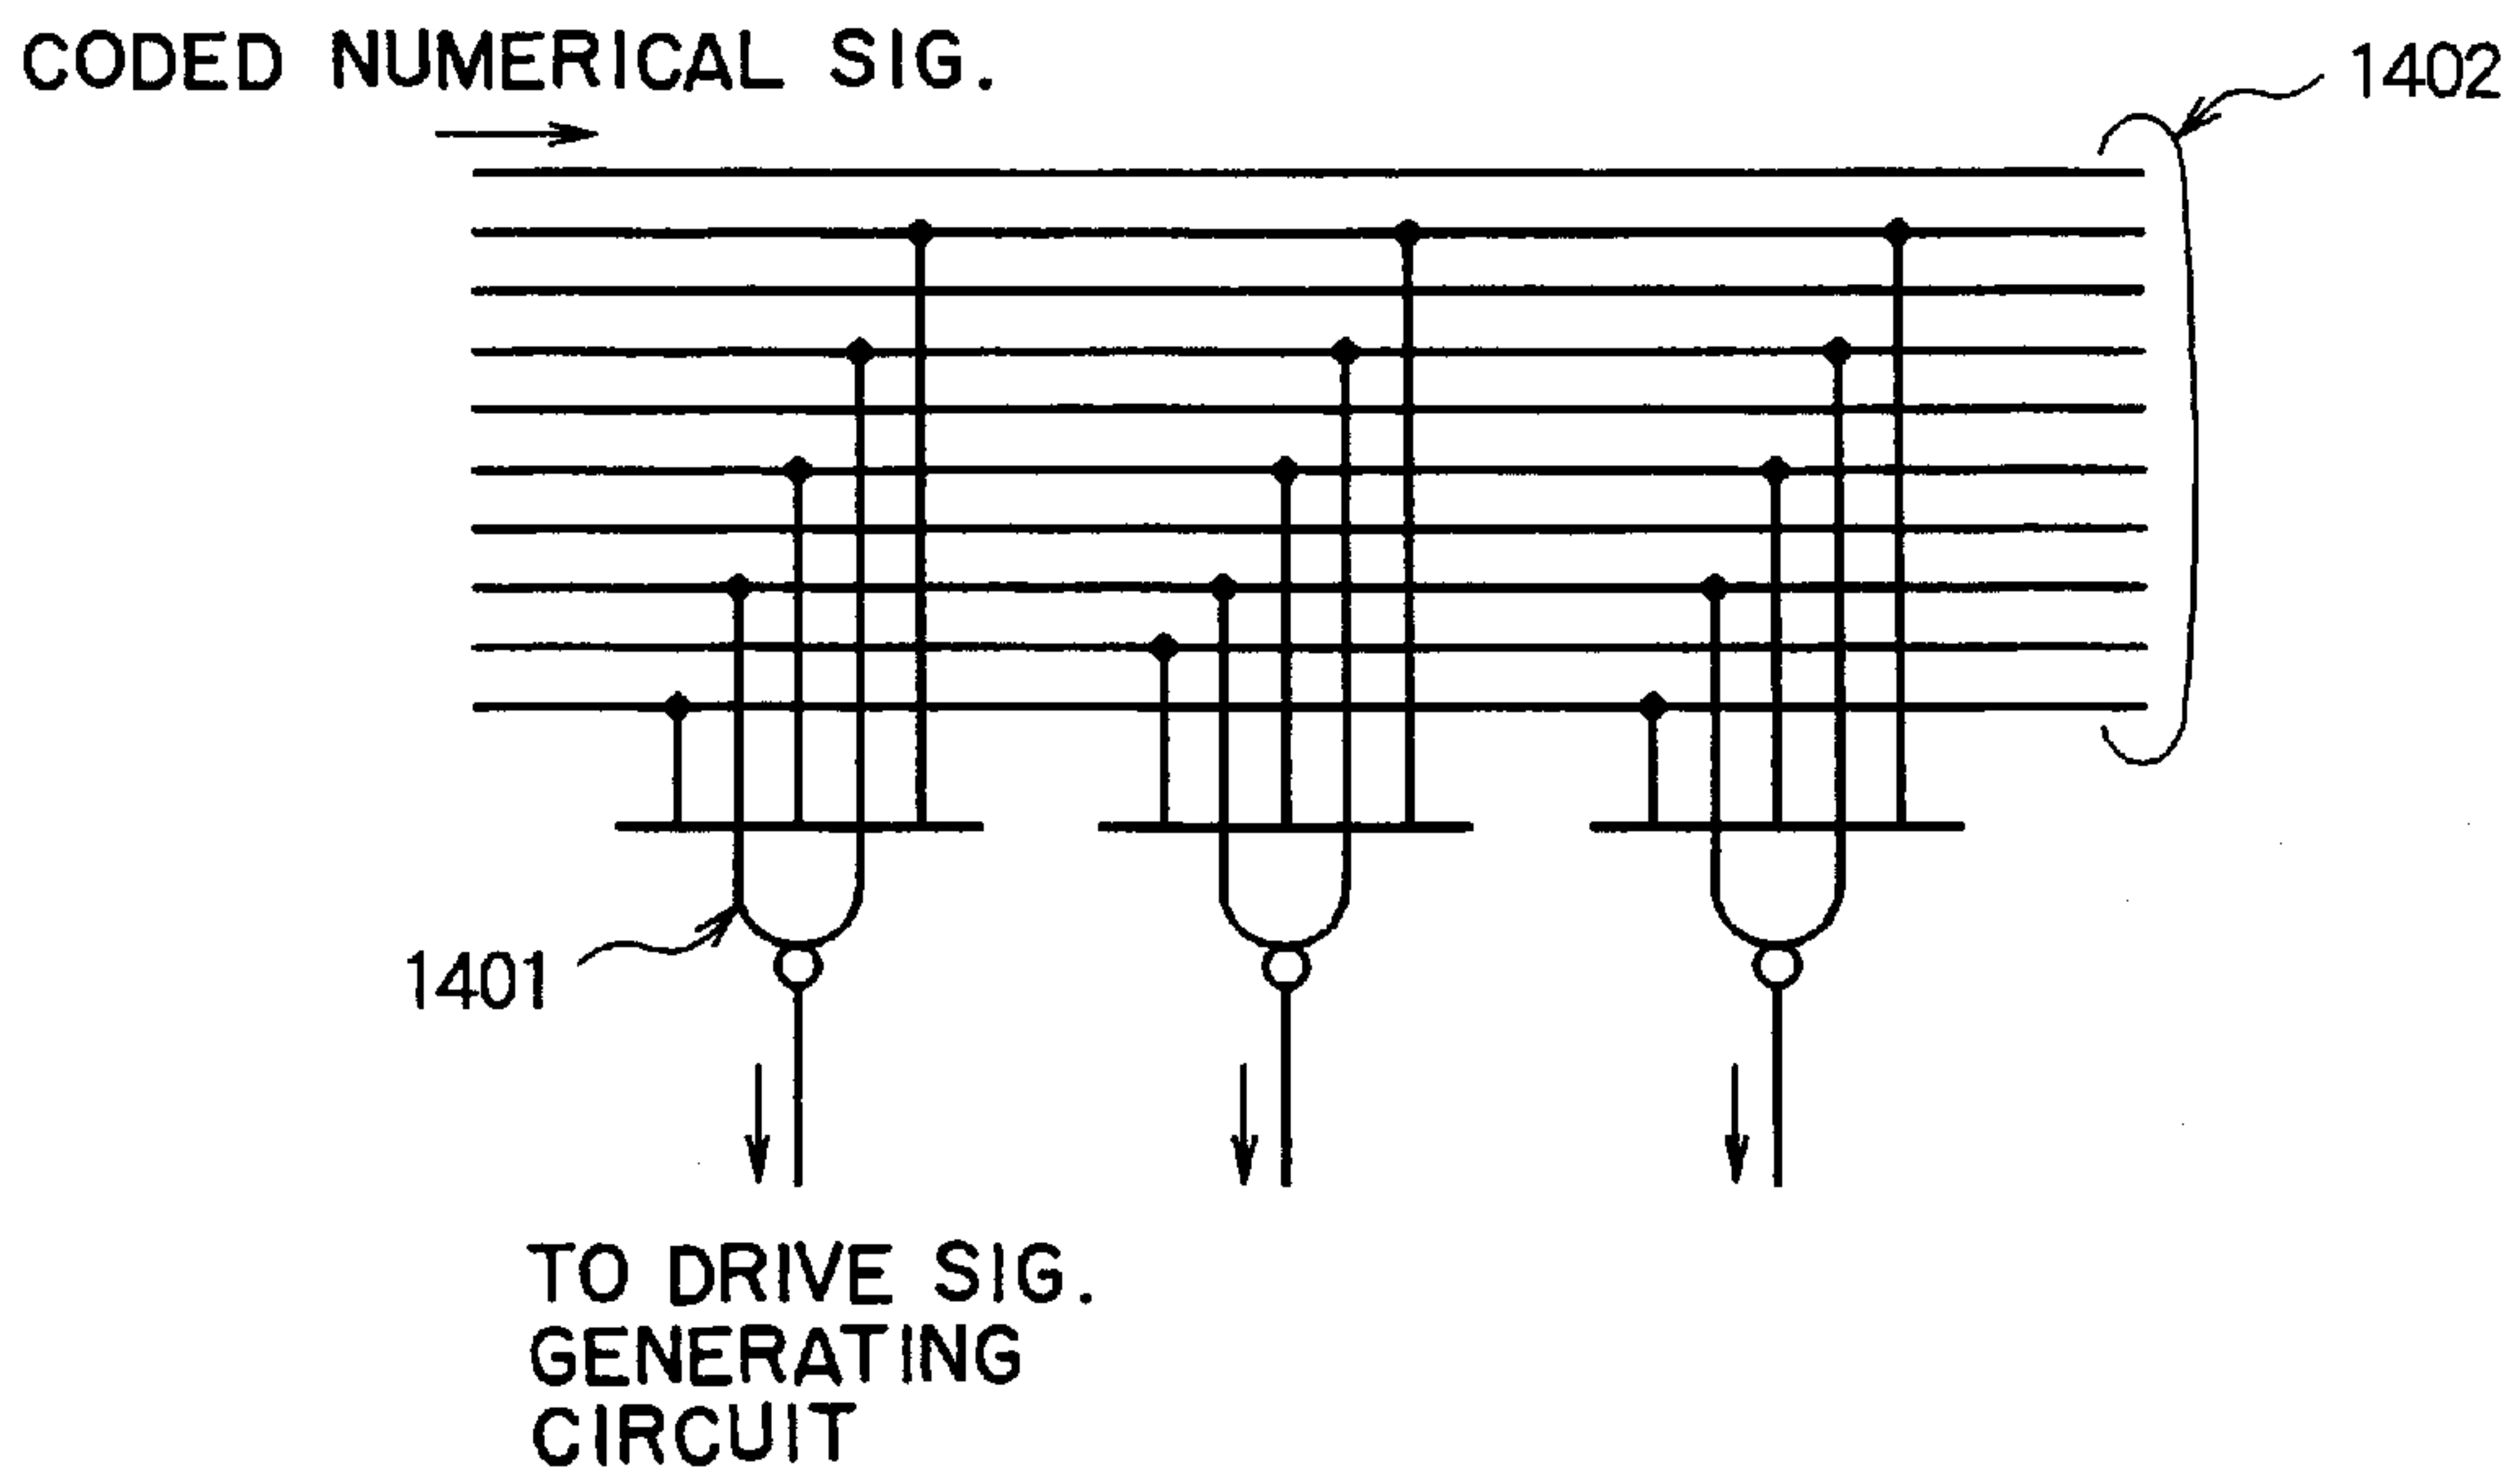 CODED NUMERICAL SIG.
1402
1401
TO DRIVE SIG.
GENERATING
CIRCUIT